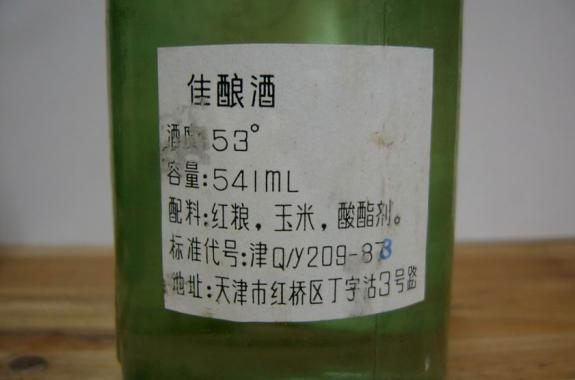 佳酿酒
酒度:53°
容量:541ML
配料:红粮，玉米，酸酯剂。
标准代号:津Q/Y209-88
地址:天津市红桥区丁字沽3号路